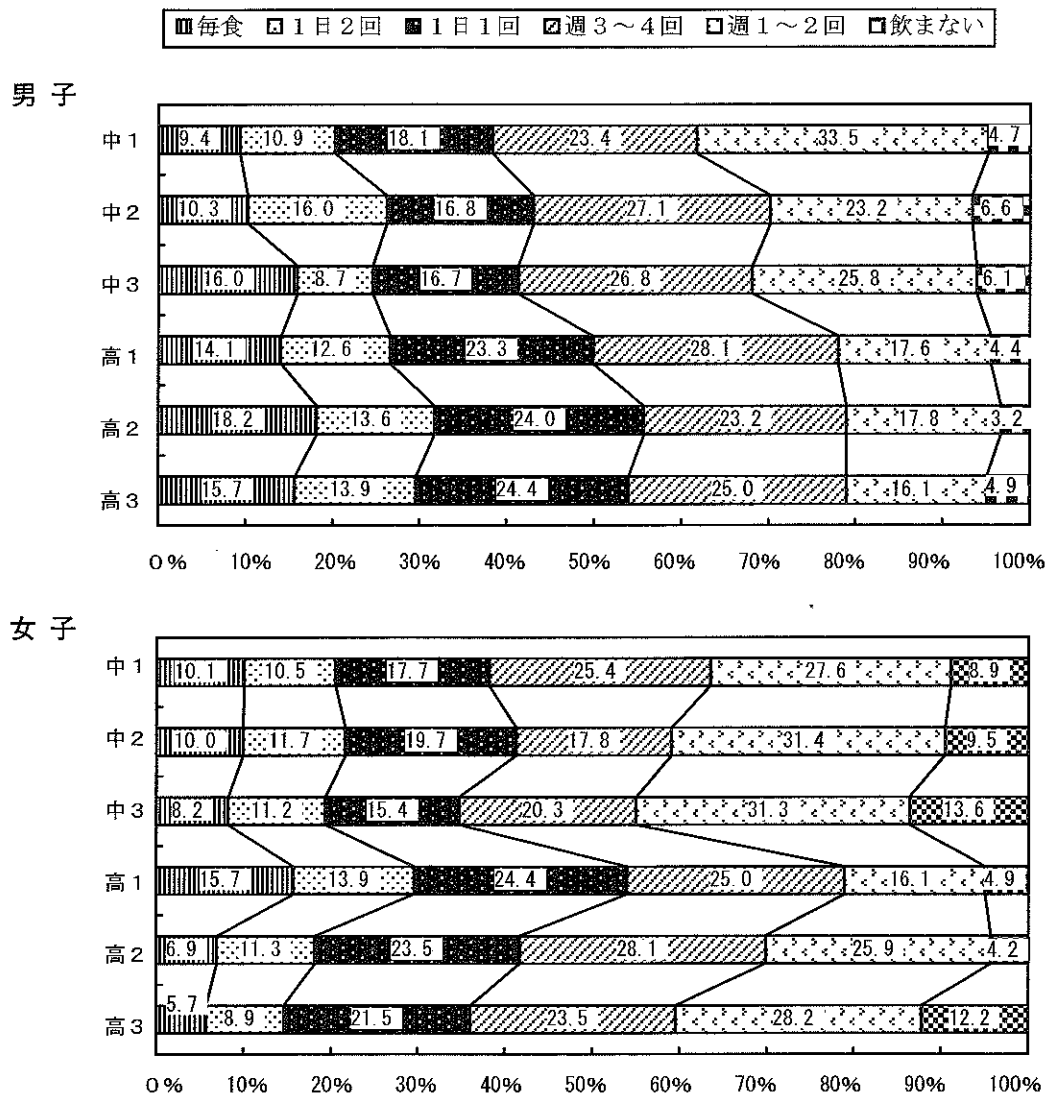 毎食 1日2回 1日1回 週3～4回 週1～2回 飲まない
男子
中1 9.4 10.9 18.1 23.4 33.5 4.7
中2 10.3 16.0 16.8 27.1 23.2 6.6
中3 16.0 8.7 16.7 26.8 25.8 6.1
高1 14.1 12.6 23.3 28.1 17.6 4.4
高2 18.2 13.6 24.0 23.2 17.8 3.2
高3 15.7 13.9 24.4 25.0 16.1 4.9
0% 10% 20% 30% 40% 50% 60% 70% 80% 90% 100%
女子
中1 10.1 10.5 17.7 25.4 27.6 8.9
中2 10.0 11.7 19.7 17.8 31.4 9.5
中3 8.2 11.2 15.4 20.3 31.3 13.6
高1 15.7 13.9 24.4 25.0 16.1 4.9
高2 6.9 11.3 23.5 28.1 25.9 4.2
高3 5.7 8.9 21.5 23.5 28.2 12.2
0% 10% 20% 30% 40% 50% 60% 70% 80% 90% 100%